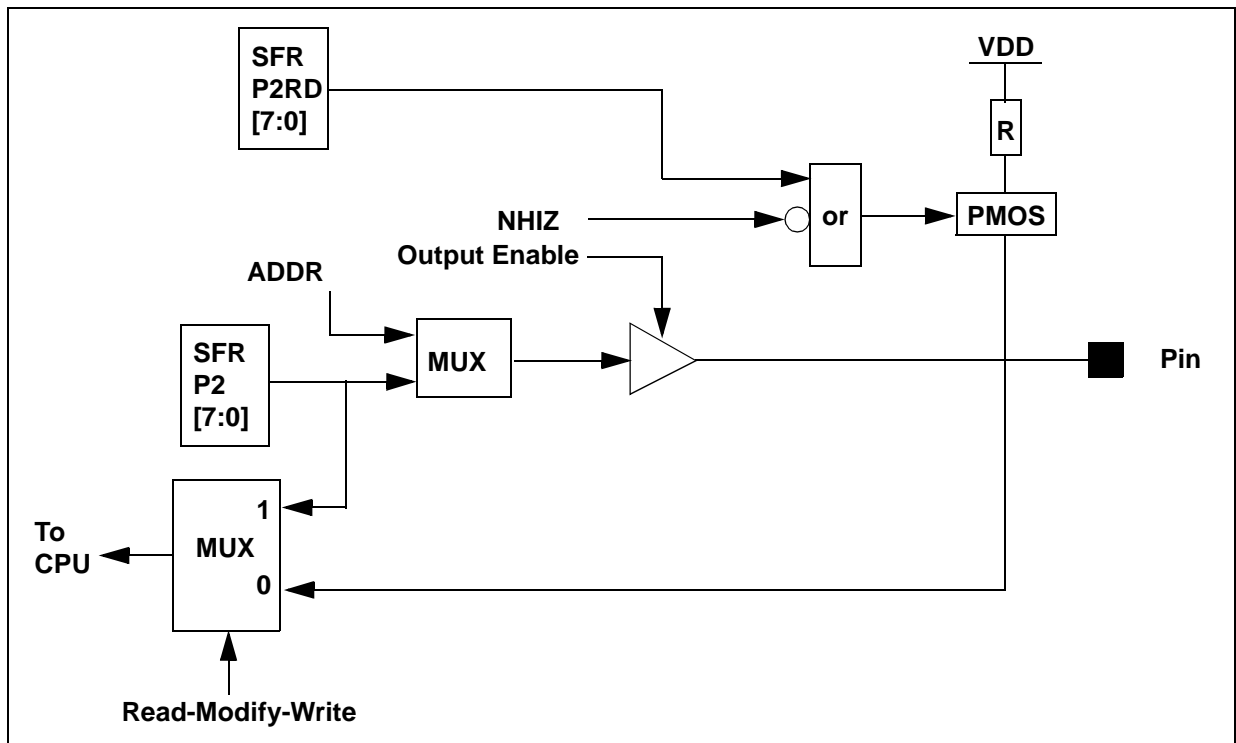 SFR
P2RD
[7:0]
VDD
R
or
PMOS
NHIZ
Output Enable
ADDR
SFR
P2
[7:0]
MUX
Pin
1
MUX
0
To
CPU
Read-Modify-Write